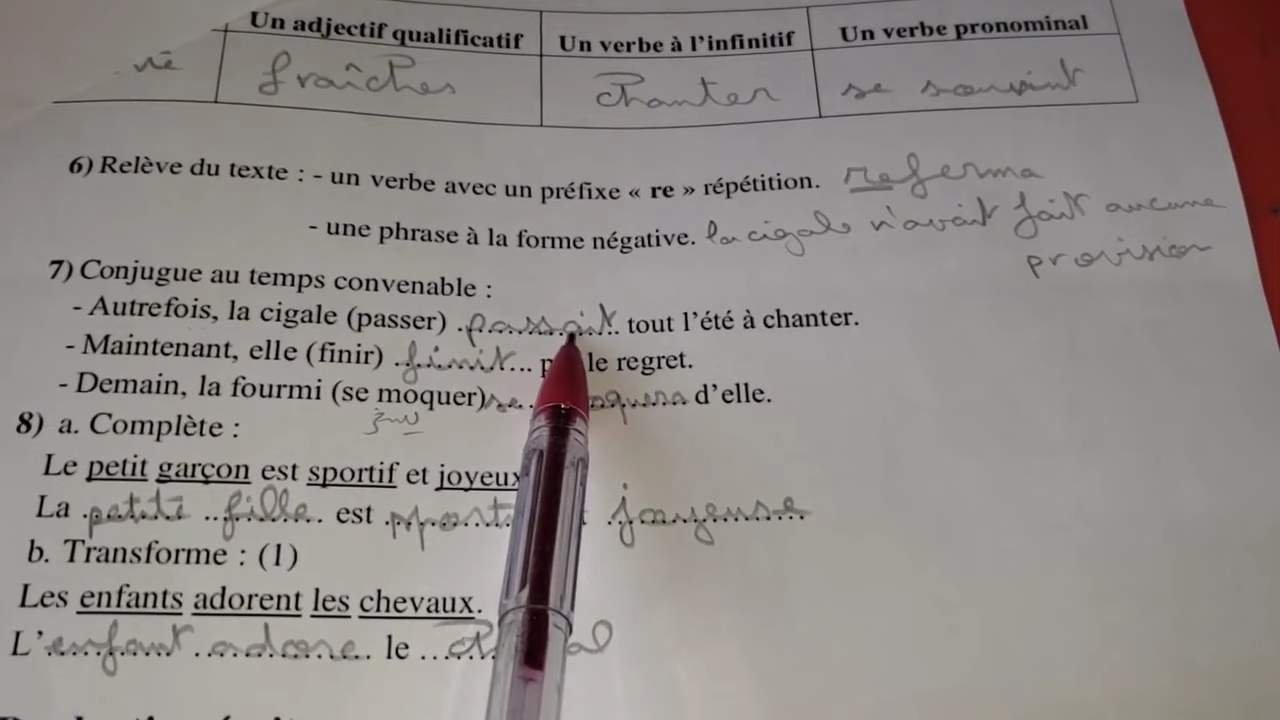 Un adjectif qualificatif Un verbe à l'infinitif Un verbe pronominal
fraîches chanter se souvint
6) Relève du texte : - un verbe avec un préfixe « re » répétition. referma
- une phrase à la forme négative. la cigale n'avait fait aucune
provision
7) Conjugue au temps convenable :
- Autrefois, la cigale (passer) passait tout l'été à chanter.
- Maintenant, elle (finir) finit le regret.
- Demain, la fourmi (se moquer) se d'elle.
8) a. Complète :
Le petit garçon est sportif et joyeux
La petite fille est joyeuse
b. Transforme : (1)
Les enfants adorent les chevaux.
L'enfant adore le